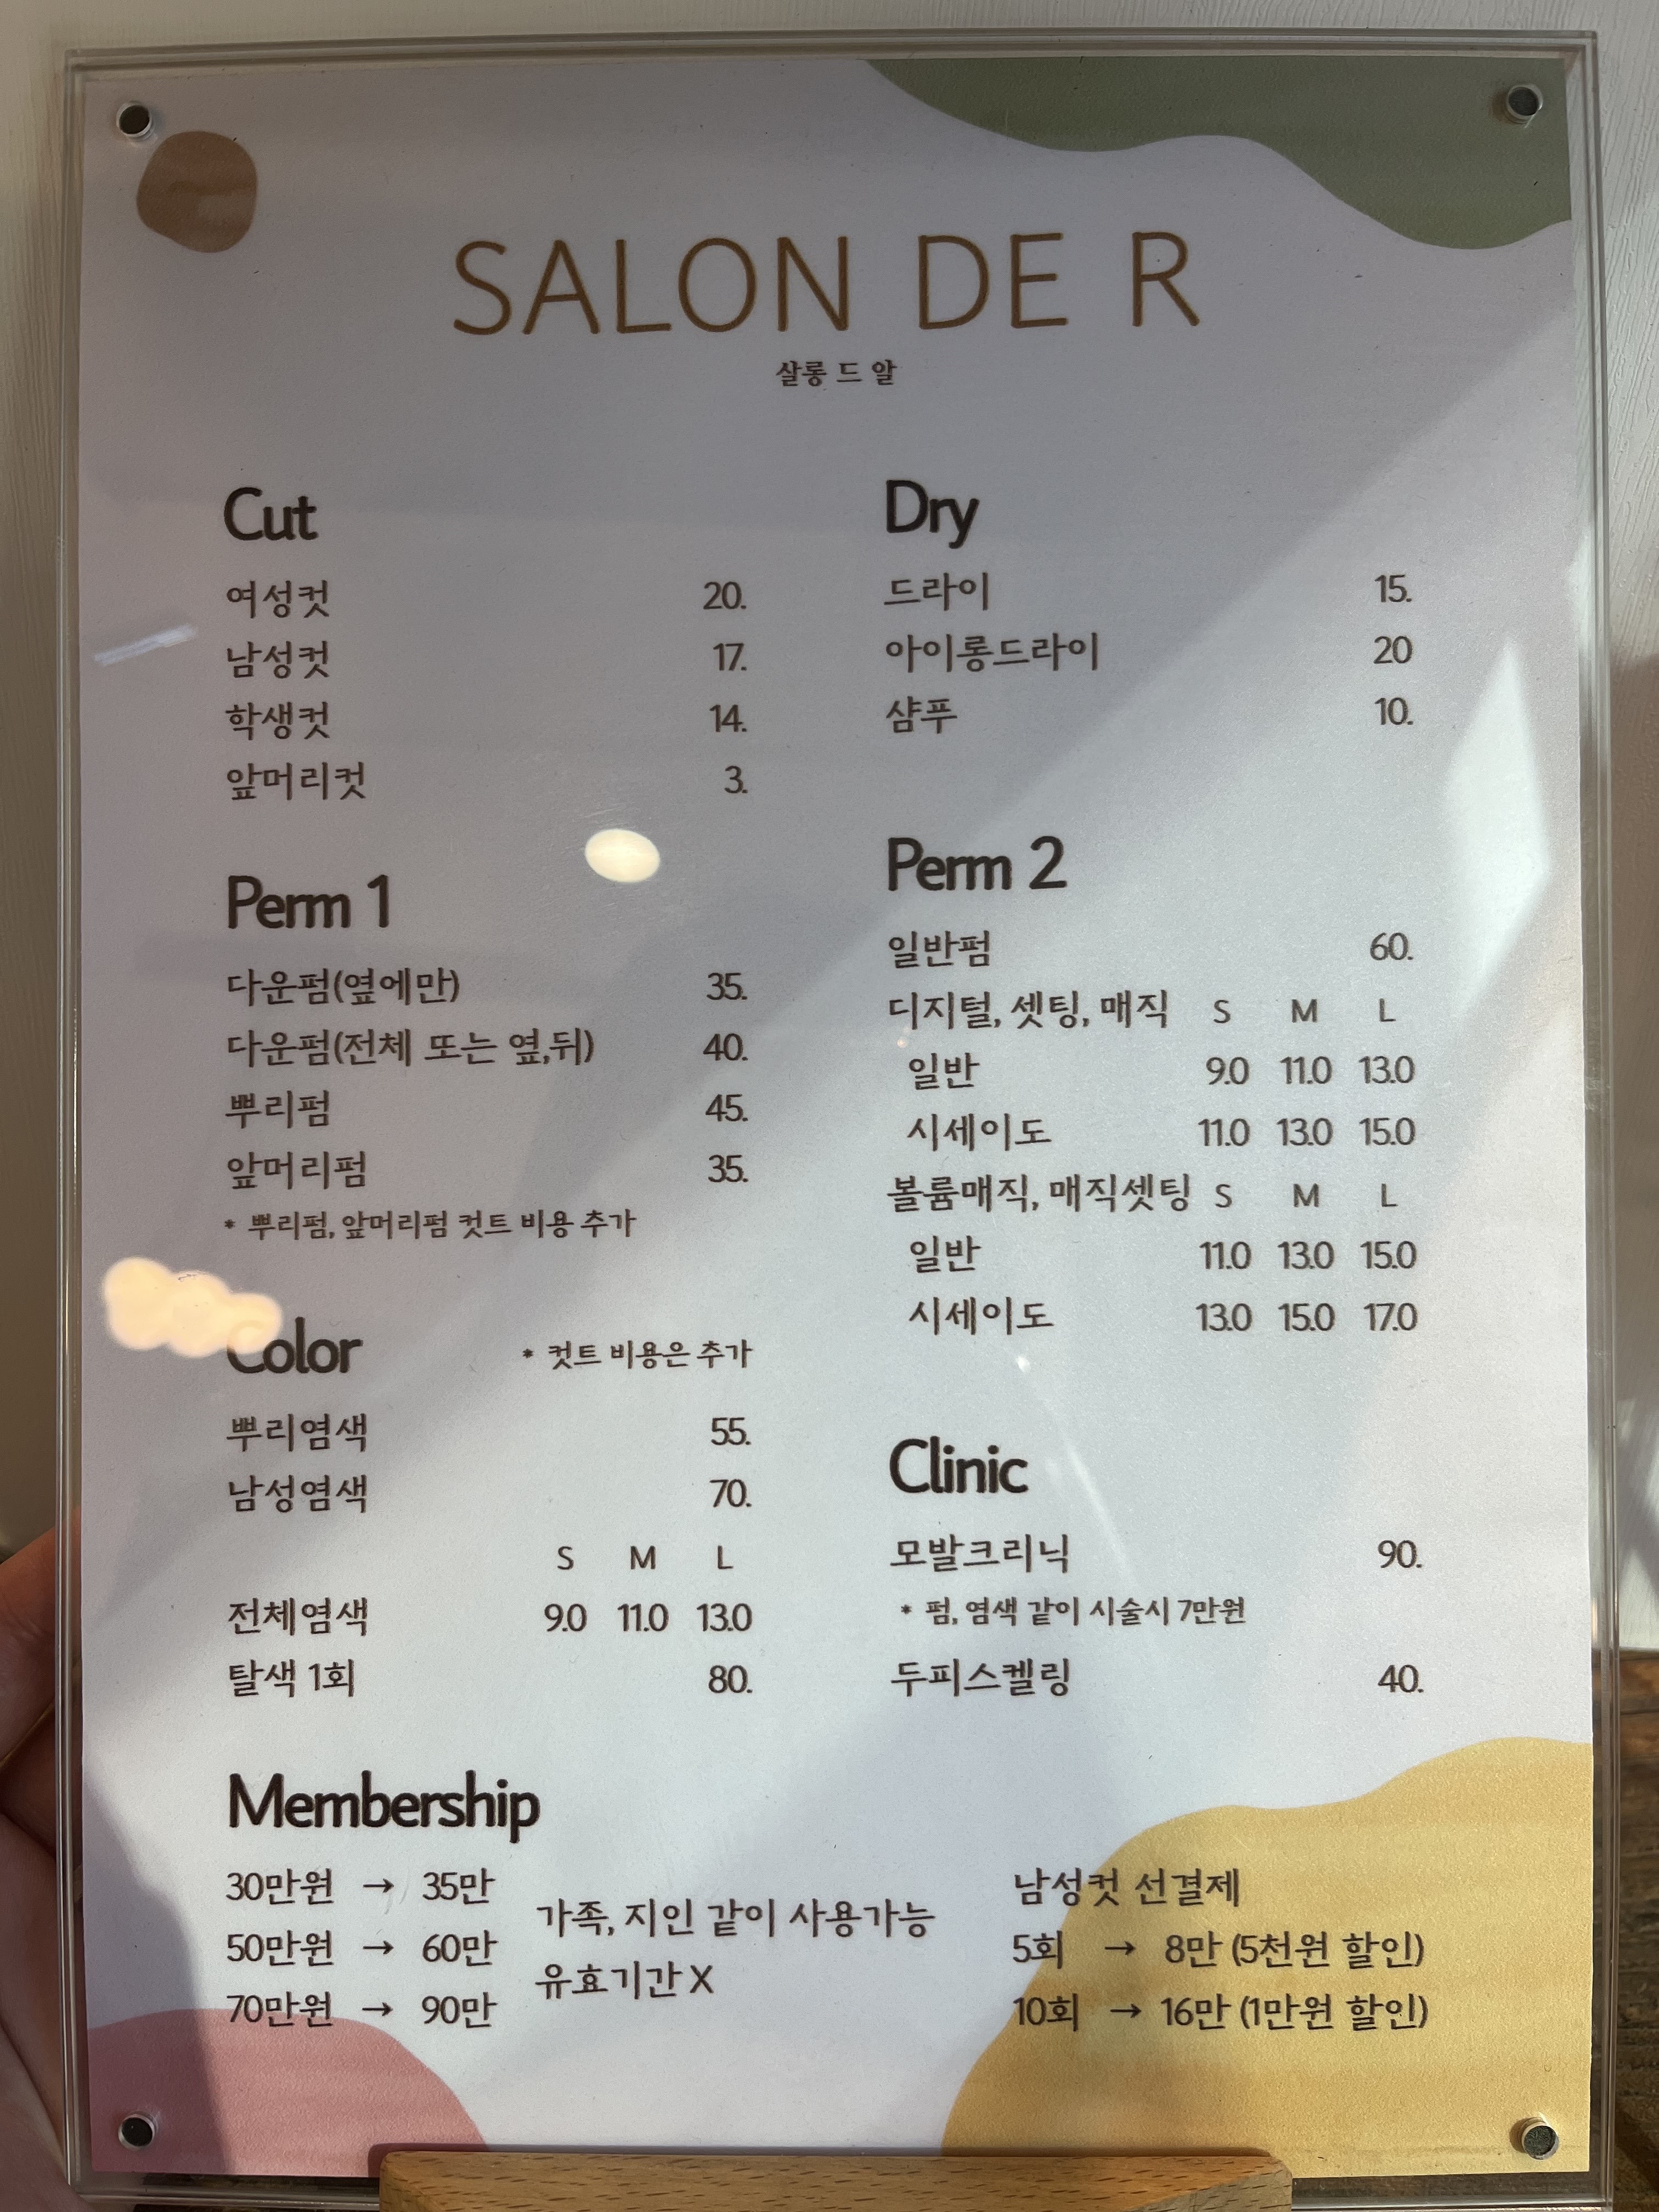 SALON DE R
살롱 드 알
Cut
여성컷 20.
남성컷 17.
학생컷 14.
앞머리컷 3.
Perm 1
다운펌(옆에만) 35.
다운펌(전체 또는 옆,뒤) 40.
뿌리펌 45.
앞머리펌 35.
* 뿌리펌, 앞머리펌 컷트 비용 추가
Color * 컷트 비용은 추가
뿌리염색 55.
남성염색 70.
S M L
전체염색 9.0 11.0 13.0
탈색 1회 80.
Dry
드라이 15.
아이롱드라이 20
샴푸 10.
Perm 2
일반펌 60.
디지털, 셋팅, 매직 S M L
일반 9.0 11.0 13.0
시세이도 11.0 13.0 15.0
볼륨매직, 매직셋팅 S M L
일반 11.0 13.0 15.0
시세이도 13.0 15.0 17.0
Clinic
모발크리닉 90.
* 펌, 염색 같이 시술시 7만원
두피스켈링 40.
Membership
30만원 → 35만
50만원 → 60만
70만원 → 90만
가족, 지인 같이 사용가능
유효기간 X
남성컷 선결제
5회 → 8만 (5천원 할인)
10회 → 16만 (1만원 할인)